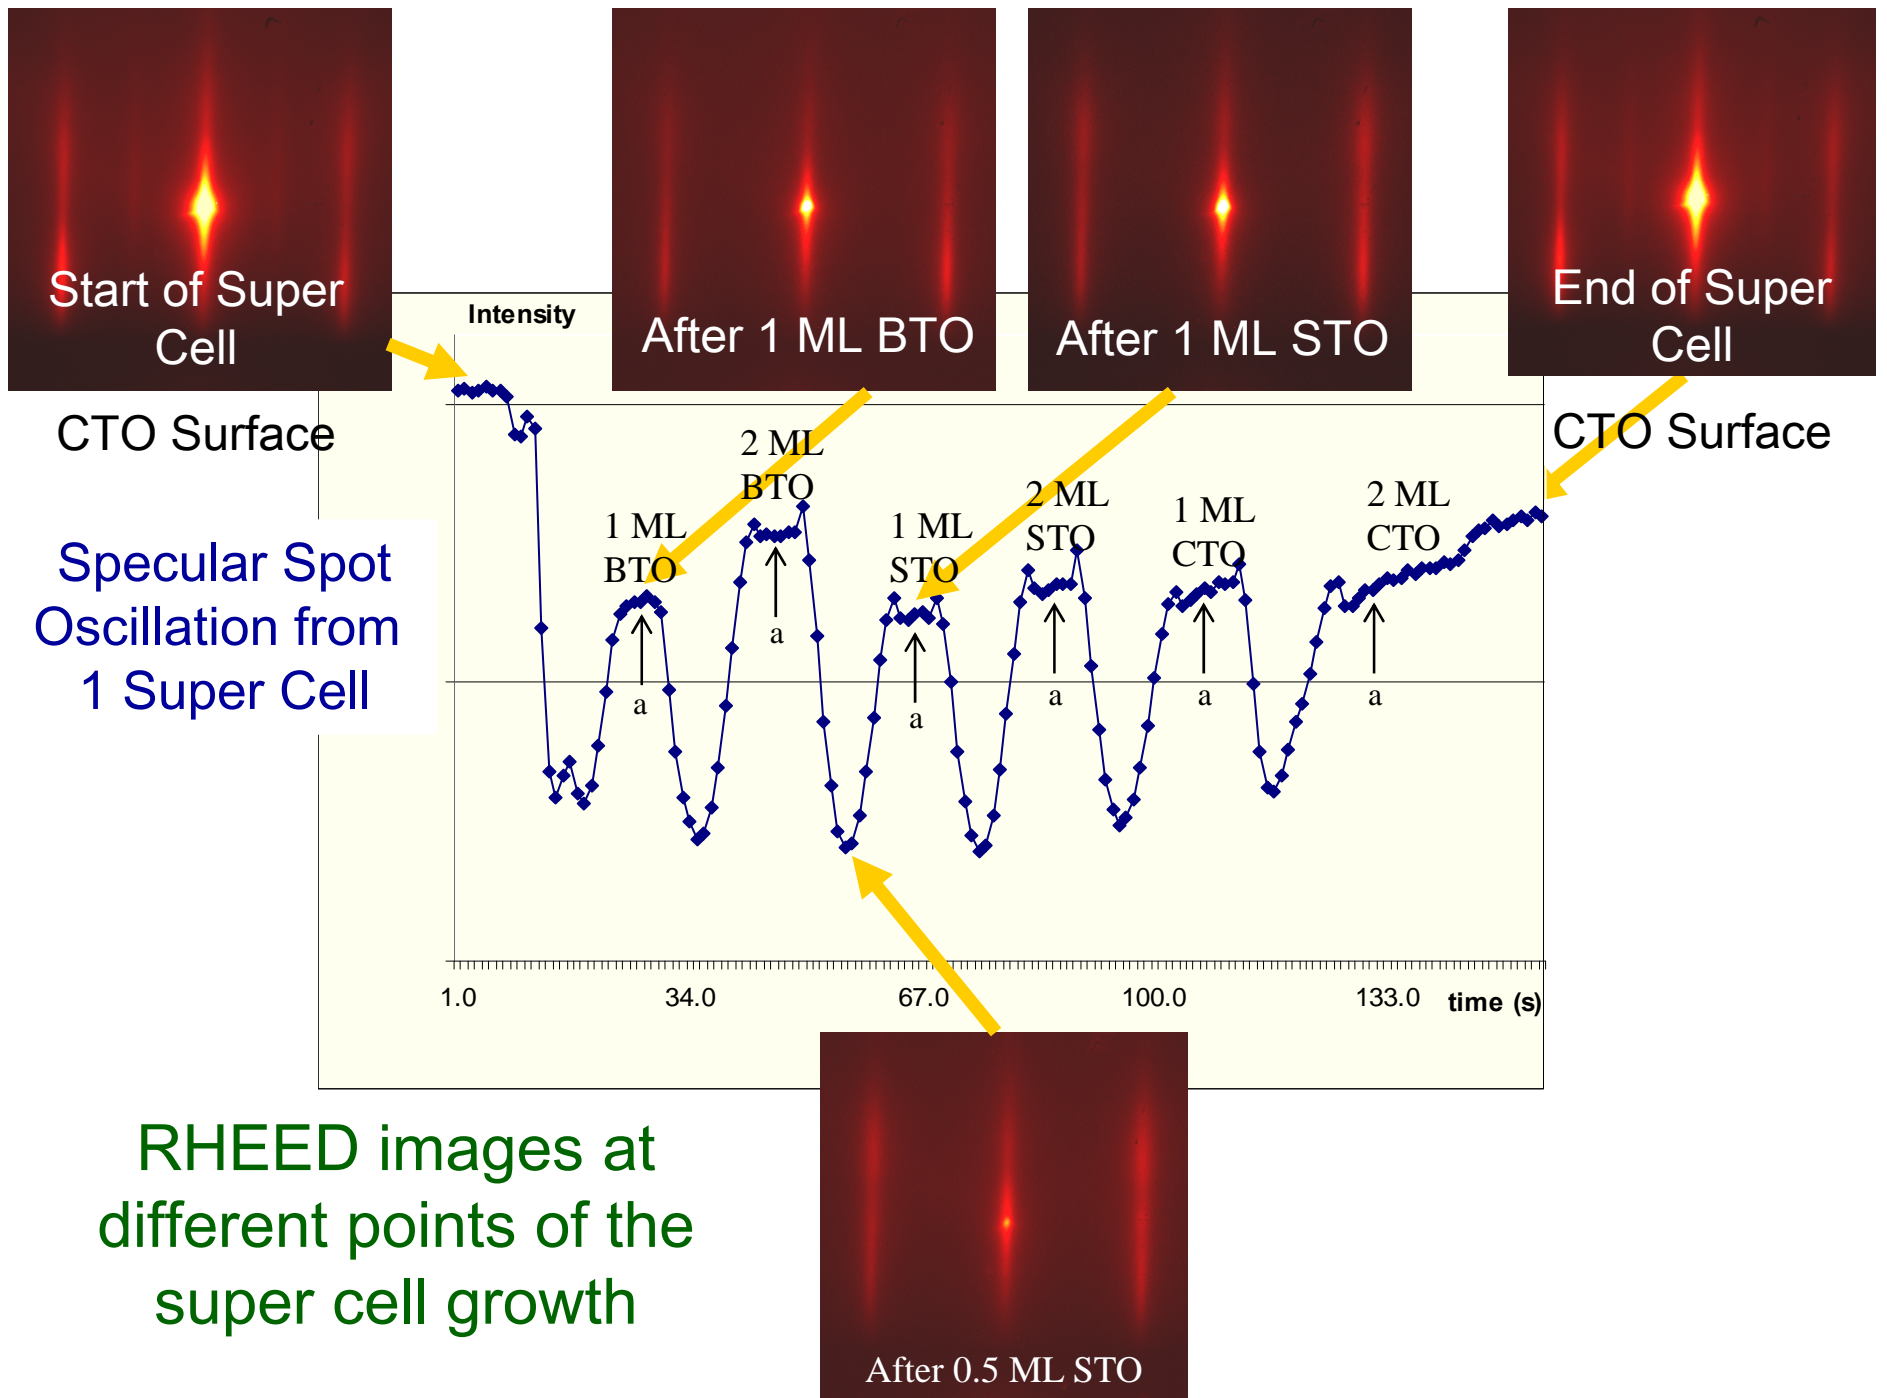 Start of Super
Cell
After 1 ML BTO
After 1 ML STO
End of Super
Cell
CTO Surface
CTO Surface
Specular Spot
Oscillation from
1 Super Cell
Intensity
1 ML
BTO
2 ML
BTO
1 ML
STO
2 ML
STO
1 ML
CTO
2 ML
CTO
a
a
a
a
a
a
1.0 34.0 67.0 100.0 133.0 time (s)
RHEED images at
different points of the
super cell growth
After 0.5 ML STO